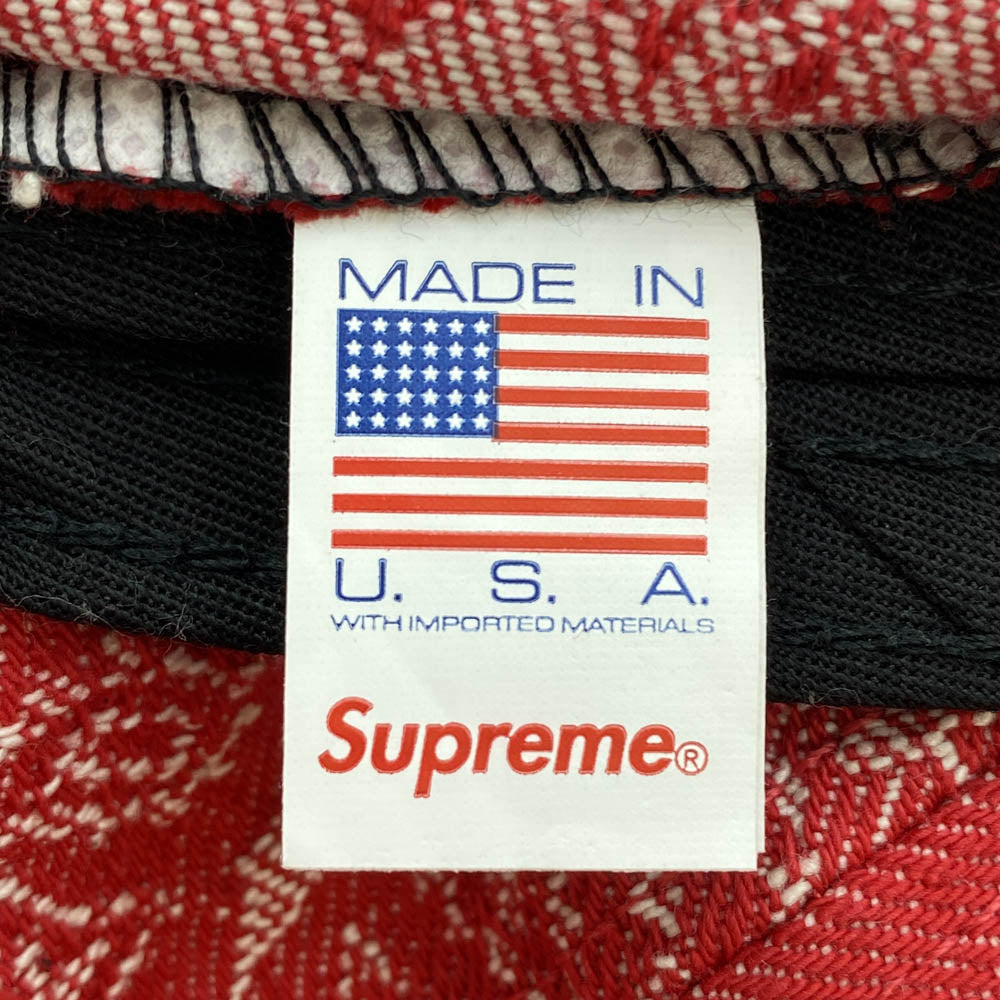 MADE IN
U. S. A.
WITH IMPORTED MATERIALS
Supreme®